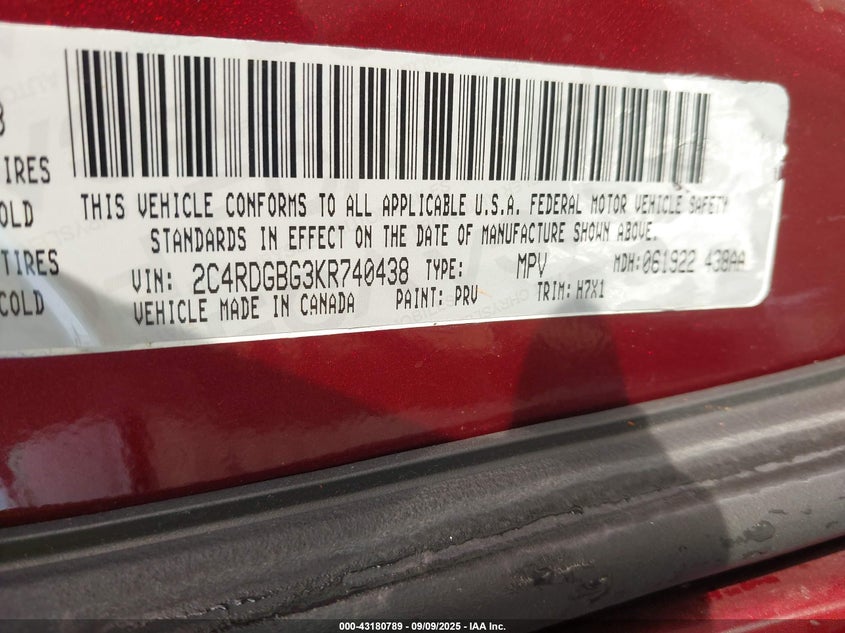 8
TIRES
COLD
TIRES
COLD
THIS VEHICLE CONFORMS TO ALL APPLICABLE U.S.A. FEDERAL MOTOR VEHICLE SAFETY
STANDARDS IN EFFECT ON THE DATE OF MANUFACTURE SHOWN ABOVE.
VIN: 2C4RDGBG3KR740438 TYPE: MPV MDH:061922 438AA
VEHICLE MADE IN CANADA PAINT: PRV TRIM: H7X1
000-43180789 - 09/09/2025 - IAA Inc.